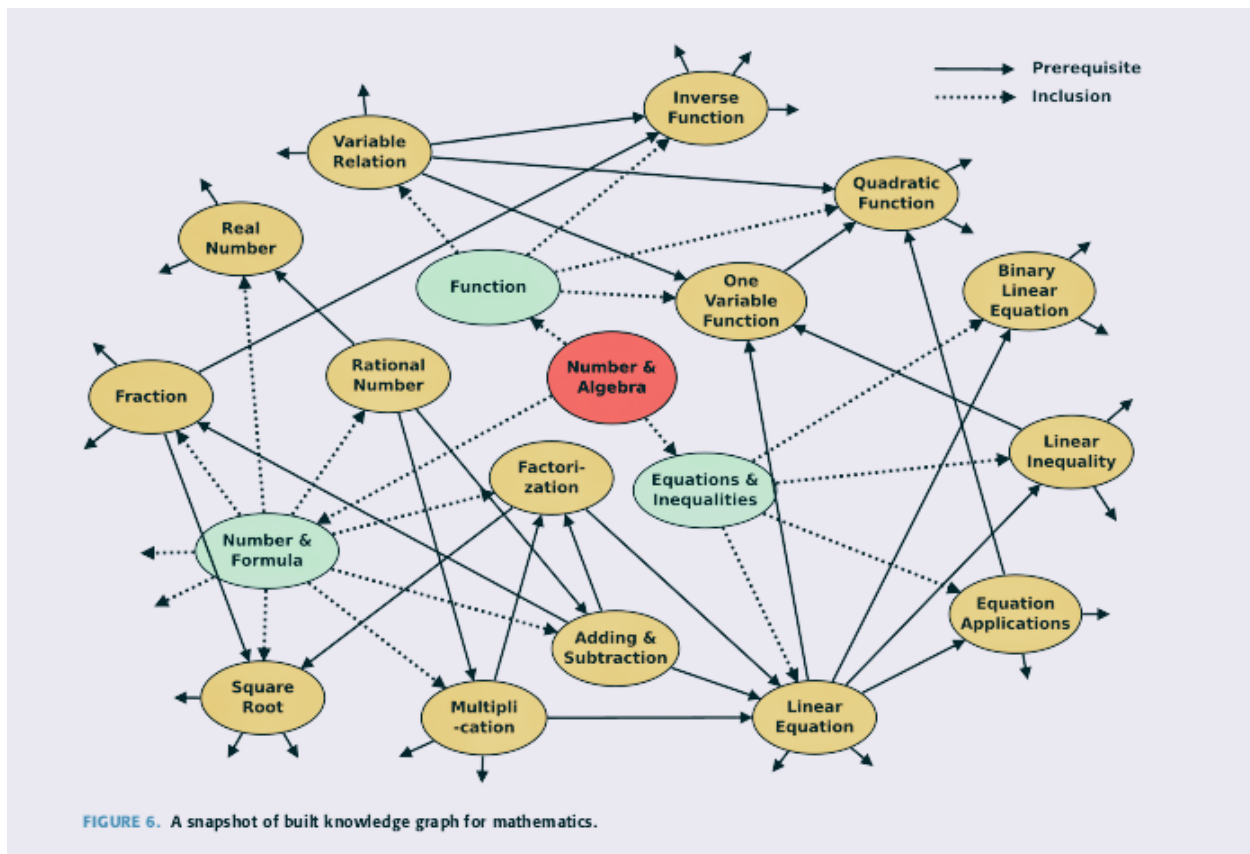 Prerequisite
Inclusion
Inverse
Function
Variable
Relation
Quadratic
Function
Real
Number
Function
One
Variable
Function
Binary
Linear
Equation
Number &
Algebra
Rational
Number
Fraction
Linear
Inequality
Factori-
zation
Equations &
Inequalities
Number &
Formula
Equation
Applications
Adding &
Subtraction
Square
Root
Multipli
-cation
Linear
Equation
FIGURE 6. A snapshot of built knowledge graph for mathematics.